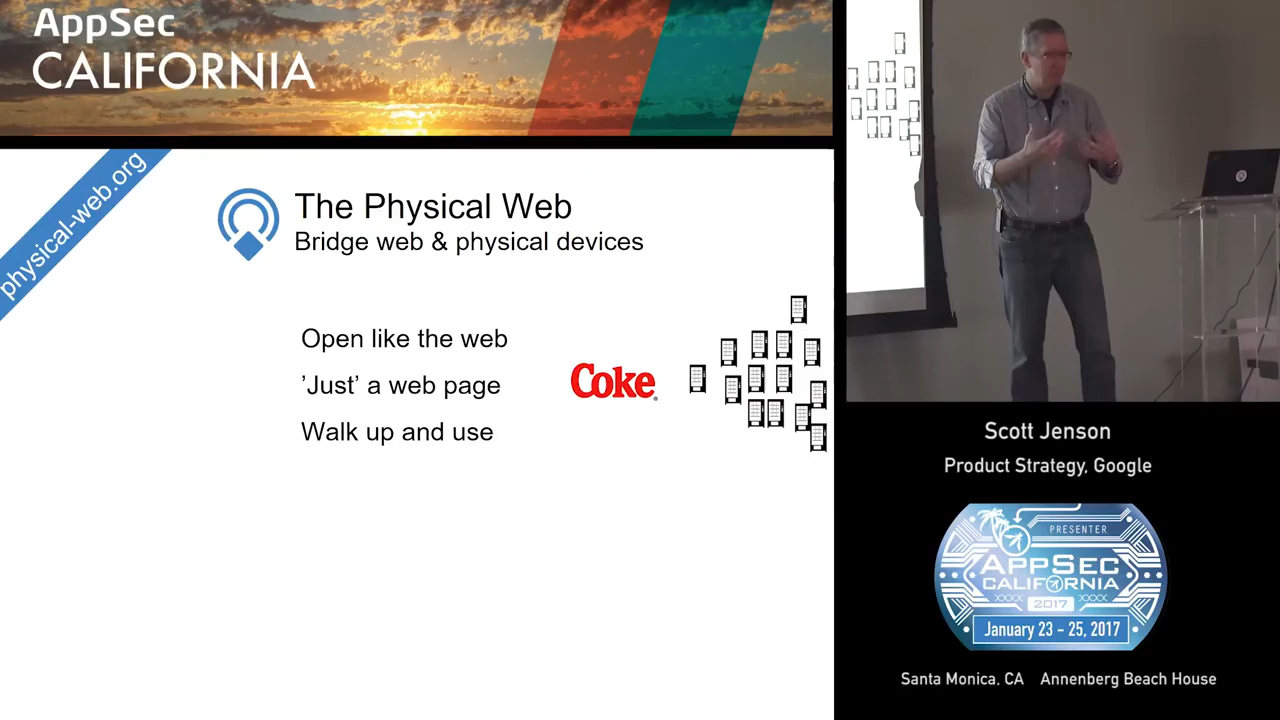 AppSec
CALIFORNIA
physical-web.org
The Physical Web
Bridge web & physical devices
Open like the web
’Just’ a web page
Walk up and use
Coke
Scott Jenson
Product Strategy, Google
PRESENTER
APPSEC
CALIFORNIA
2017
January 23 - 25, 2017
Santa Monica, CA Annenberg Beach House